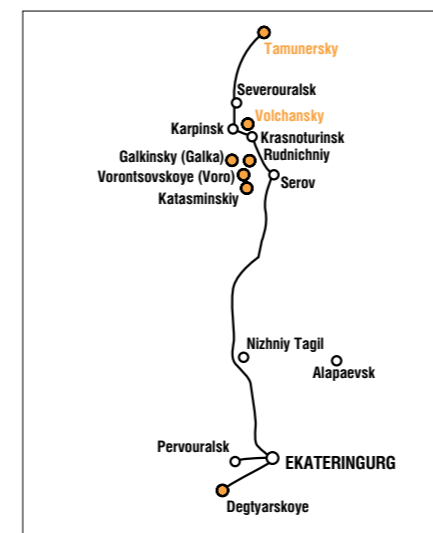 Tamunersky
Severouralsk
Volchansky
Karpinsk
Krasnoturinsk
Galkinsky (Galka)
Rudnichniy
Vorontsovskoye (Voro)
Serov
Katasminskiy
Nizhniy Tagil
Alapaevsk
Pervouralsk
EKATERINGURG
Degtyarskoye